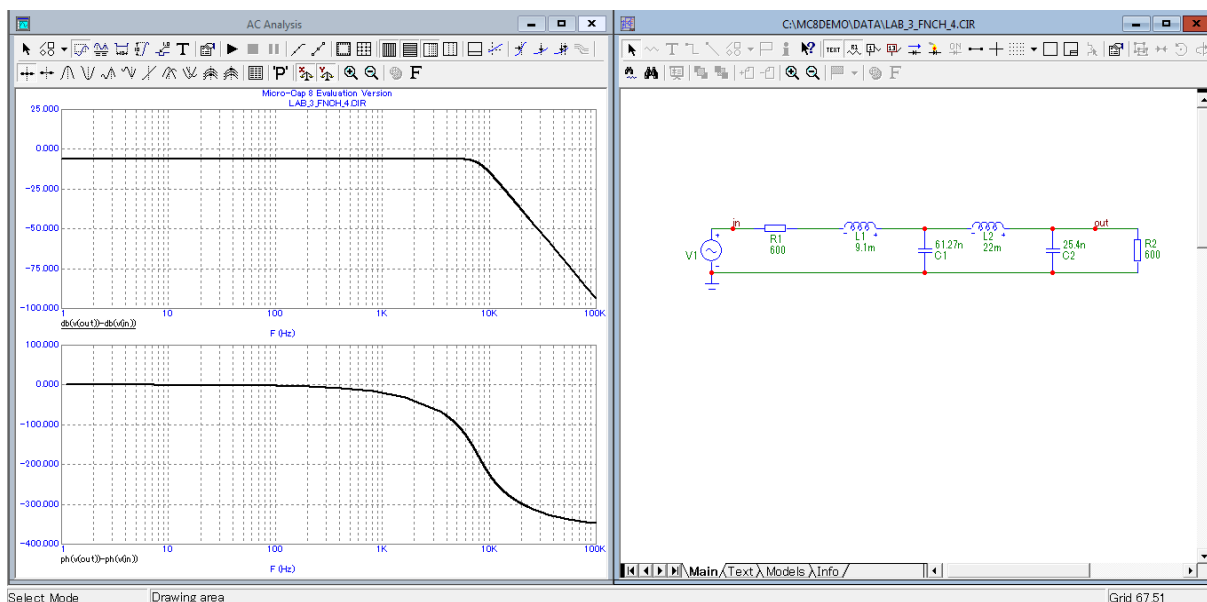 AC Analysis
T 'P' F
Micro-Cap 8 Evaluation Version
LAB_3_FNCH_4.CIR
25.000
0.000
-25.000
-50.000
-75.000
-100.000
1 10 100 1K 10K 100K
db(v(out))-db(v(in))
F (Hz)
100.000
0.000
-100.000
-200.000
-300.000
-400.000
1 10 100 1K 10K 100K
ph(v(out))-ph(v(in))
F (Hz)
C:\MC8DEMO\DATA\LAB_3_FNCH_4.CIR
T TEXT ON
F
in
out
V1
R1
600
L1
9.1m
61.27n
C1
L2
22m
25.4n
C2
R2
600
Main Text Models Info
Select Mode
Drawing area
Grid 67.51